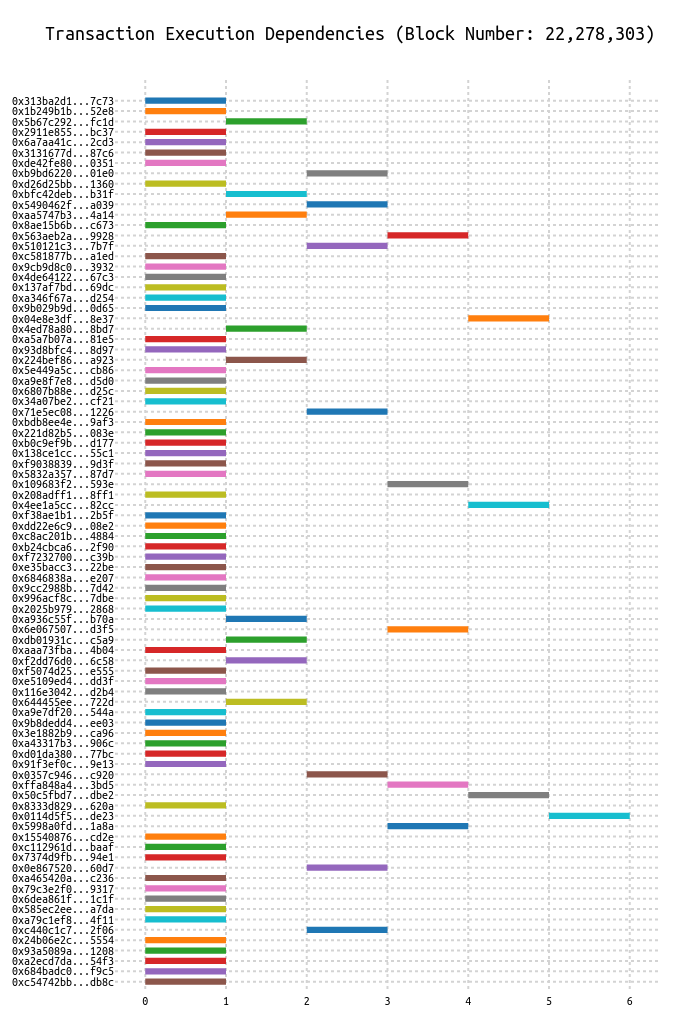 Transaction Execution Dependencies (Block Number: 22,278,303)
0x313ba2d1...7c73
0x1b249b1b...52e8
0x5b67c292...fc1d
0x2911e855...bc37
0x6a7aa41c...2cd3
0x3131677d...87c6
0xde42fe80...0351
0xb9bd6220...01e0
0xd26d25bb...1360
0xbfc42deb...b31f
0x5490462f...a039
0xaa5747b3...4a14
0x8ae15b6b...c673
0x563aeb2a...9928
0x510121c3...7b7f
0xc581877b...a1ed
0x9cb9d8c0...3932
0x4de64122...67c3
0x137af7bd...69dc
0xa346f67a...d254
0x9b029b9d...0d65
0x04e8e3df...8e37
0x4ed78a80...8bd7
0xa5a7b07a...81e5
0x93d8bfc4...8d97
0x224bef86...a923
0x5e449a5c...cb86
0xa9e8f7e8...d5d0
0x6807b88e...d25c
0x34a07be2...cf21
0x71e5ec08...1226
0xbdb8ee4e...9af3
0x221d82b5...083e
0xb0c9ef9b...d177
0x138ce1cc...55c1
0xf9038839...9d3f
0x5832a357...87d7
0x109683f2...593e
0x208adff1...8ff1
0x4ee1a5cc...82cc
0xf38ae1b1...2b5f
0xdd22e6c9...08e2
0xc8ac201b...4884
0xb24cbca6...2f90
0xf7232700...c39b
0xe35bacc3...22be
0x6846838a...e207
0x9cc2988b...7d42
0x996acf8c...7dbe
0x2025b979...2868
0xa936c55f...b70a
0x6e067507...d3f5
0xdb01931c...c5a9
0xaaa73fba...4b04
0xf2dd76d0...6c58
0xf5074d25...e555
0xe5109ed4...dd3f
0x116e3042...d2b4
0x644455ee...722d
0xa9e7df20...544a
0x9b8dedd4...ee03
0x3e1882b9...ca96
0xa43317b3...906c
0xd01da380...77bc
0x91f3ef0c...9e13
0x0357c946...c920
0xffa848a4...3bd5
0x50c5fbd7...dbe2
0x8333d829...620a
0x0114d5f5...de23
0x5998a0fd...1a8a
0x15540876...cd2e
0xc112961d...baaf
0x7374d9fb...94e1
0x0e867520...60d7
0xa465420a...c236
0x79c3e2f0...9317
0x6dea861f...1c1f
0x585ec2ee...a7da
0xa79c1ef8...4f11
0xc440c1c7...2f06
0x24b06e2c...5554
0x93a5089a...1208
0xa2ecd7da...54f3
0x684badc0...f9c5
0xc54742bb...db8c
0 1 2 3 4 5 6